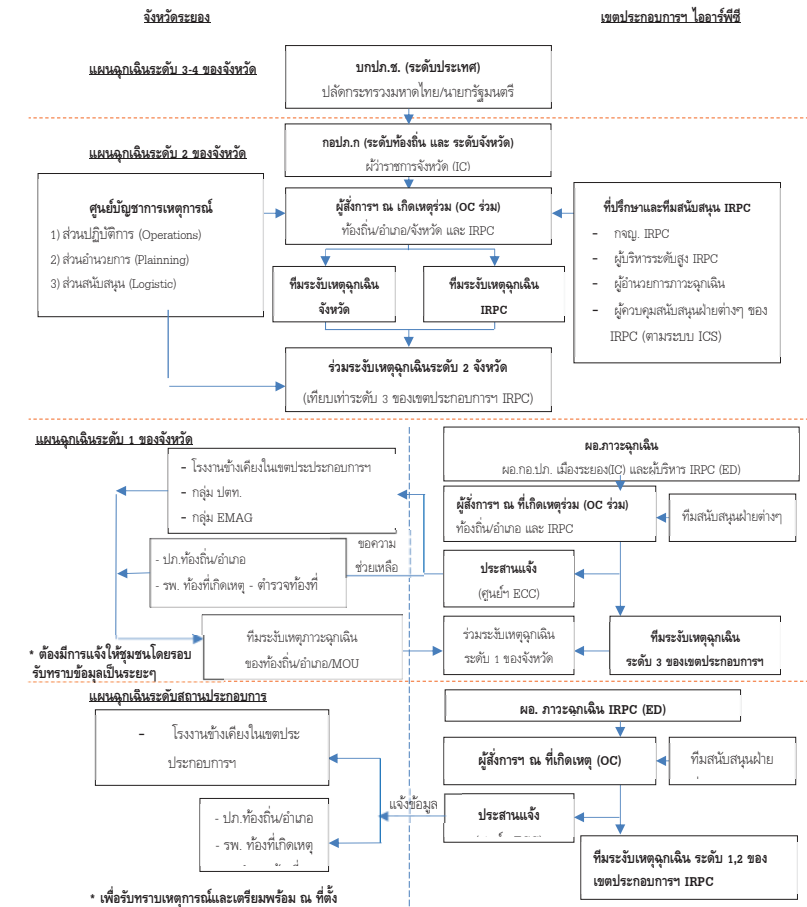 จังหวัดระยอง
เขตประกอบการฯ ไออาร์พีซี
แผนฉุกเฉินระดับ 3-4 ของจังหวัด
บกปภ.ช. (ระดับประเทศ)
ปลัดกระทรวงมหาดไทย/นายกรัฐมนตรี
แผนฉุกเฉินระดับ 2 ของจังหวัด
กอปภ.ก (ระดับท้องถิ่น และ ระดับจังหวัด)
ผู้ว่าราชการจังหวัด (IC)
ศูนย์บัญชาการเหตุการณ์
1) ส่วนปฏิบัติการ (Operations)
2) ส่วนอำนวยการ (Plainning)
3) ส่วนสนับสนุน (Logistic)
ผู้สั่งการฯ ณ เกิดเหตุร่วม (OC ร่วม)
ท้องถิ่น/อำเภอ/จังหวัด และ IRPC
ที่ปรึกษาและทีมสนับสนุน IRPC
- กจญ. IRPC
- ผู้บริหารระดับสูง IRPC
- ผู้อำนวยการภาวะฉุกเฉิน
- ผู้ควบคุมสนับสนุนฝ่ายต่างๆ ของ
IRPC (ตามระบบ ICS)
ทีมระงับเหตุฉุกเฉิน
จังหวัด
ทีมระงับเหตุฉุกเฉิน
IRPC
ร่วมระงับเหตุฉุกเฉินระดับ 2 จังหวัด
(เทียบเท่าระดับ 3 ของเขตประกอบการฯ IRPC)
แผนฉุกเฉินระดับ 1 ของจังหวัด
ผอ.ภาวะฉุกเฉิน
ผอ.กอ.ปภ. เมืองระยอง(IC) และผู้บริหาร IRPC (ED)
- โรงงานข้างเคียงในเขตประประกอบการฯ
- กลุ่ม ปตท.
- กลุ่ม EMAG
ผู้สั่งการฯ ณ ที่เกิดเหตุร่วม (OC ร่วม)
ท้องถิ่น/อำเภอ และ IRPC
ทีมสนับสนุนฝ่ายต่างๆ
ขอความ
ช่วยเหลือ
- ปภ.ท้องถิ่น/อำเภอ
- รพ. ท้องที่เกิดเหตุ - ตำรวจท้องที่
ประสานแจ้ง
(ศูนย์ฯ ECC)
ทีมระงับเหตุภาวะฉุกเฉิน
ของท้องถิ่น/อำเภอ/MOU
ร่วมระงับเหตุฉุกเฉิน
ระดับ 1 ของจังหวัด
ทีมระงับเหตุฉุกเฉิน
ระดับ 3 ของเขตประกอบการฯ
* ต้องมีการแจ้งให้ชุมชนโดยรอบ
รับทราบข้อมูลเป็นระยะๆ
แผนฉุกเฉินระดับสถานประกอบการ
ผอ. ภาวะฉุกเฉิน IRPC (ED)
- โรงงานข้างเคียงในเขตประ
ประกอบการฯ
ผู้สั่งการฯ ณ ที่เกิดเหตุ (OC)
ทีมสนับสนุนฝ่าย
แจ้งข้อมูล
ประสานแจ้ง
- ปภ.ท้องถิ่น/อำเภอ
- รพ. ท้องที่เกิดเหตุ
ทีมระงับเหตุฉุกเฉิน ระดับ 1,2 ของ
เขตประกอบการฯ IRPC
* เพื่อรับทราบเหตุการณ์และเตรียมพร้อม ณ ที่ตั้ง